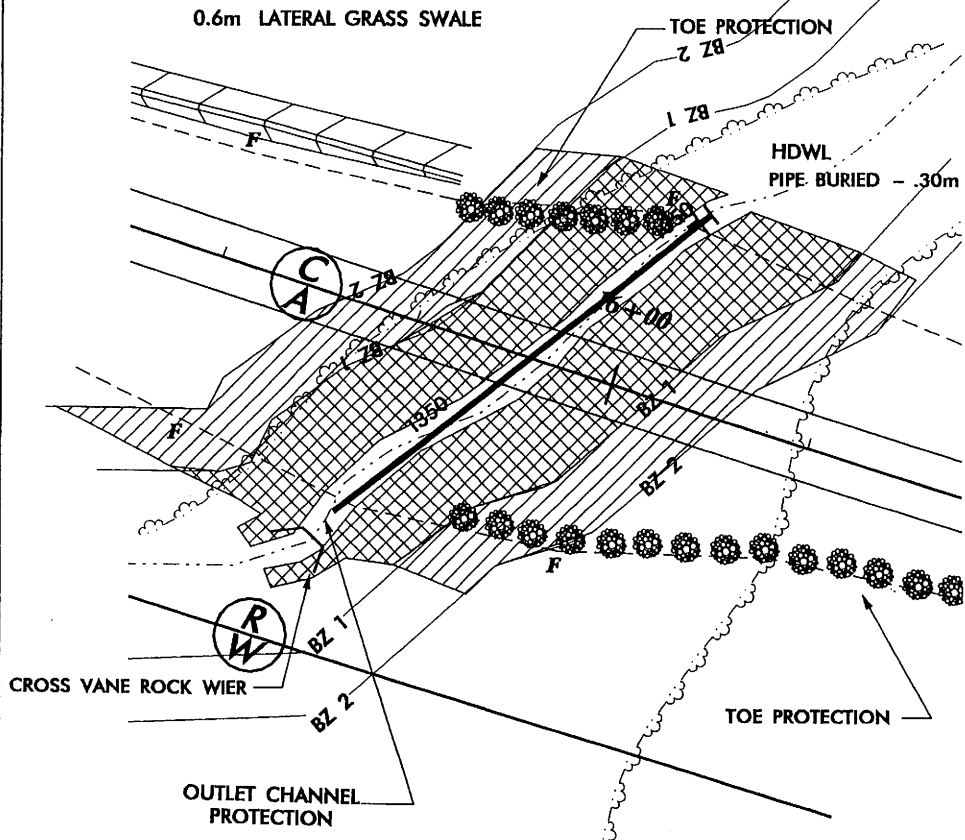 0.6m LATERAL GRASS SWALE
TOE PROTECTION
BZ 2
BZ 1
HDWL
PIPE BURIED - .30m
F
F
C
A
BZ 2
16+00
BZ 1
BZ 1
1350
F
BZ 2
F
R
W
BZ 1
CROSS VANE ROCK WIER
BZ 2
TOE PROTECTION
OUTLET CHANNEL
PROTECTION